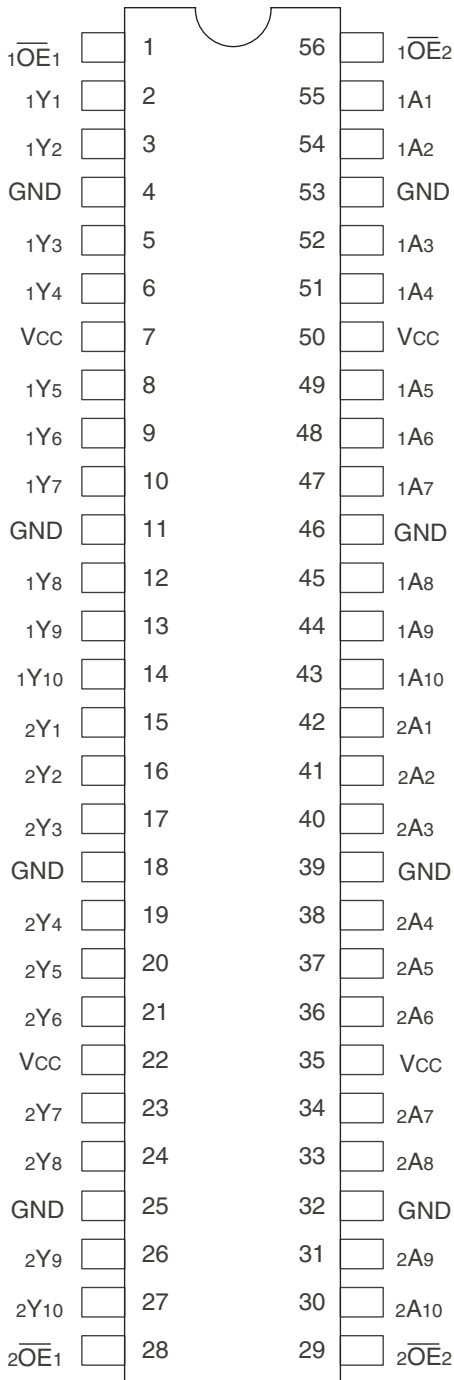 1OE1 1 56 1OE2
1Y1 2 55 1A1
1Y2 3 54 1A2
GND 4 53 GND
1Y3 5 52 1A3
1Y4 6 51 1A4
VCC 7 50 VCC
1Y5 8 49 1A5
1Y6 9 48 1A6
1Y7 10 47 1A7
GND 11 46 GND
1Y8 12 45 1A8
1Y9 13 44 1A9
1Y10 14 43 1A10
2Y1 15 42 2A1
2Y2 16 41 2A2
2Y3 17 40 2A3
GND 18 39 GND
2Y4 19 38 2A4
2Y5 20 37 2A5
2Y6 21 36 2A6
VCC 22 35 VCC
2Y7 23 34 2A7
2Y8 24 33 2A8
GND 25 32 GND
2Y9 26 31 2A9
2Y10 27 30 2A10
2OE1 28 29 2OE2